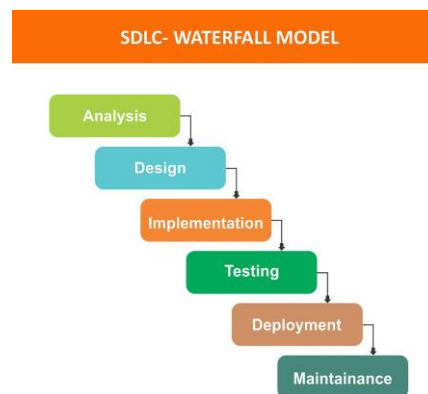 SDLC- WATERFALL MODEL
Analysis
Design
Implementation
Testing
Deployment
Maintainance